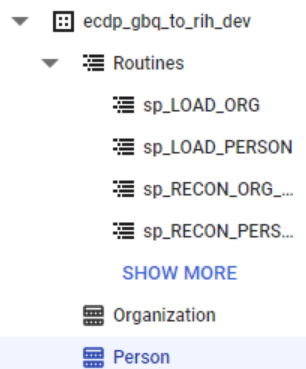 ecdp_gbq_to_rih_dev
Routines
sp_LOAD_ORG
sp_LOAD_PERSON
sp_RECON_ORG_...
sp_RECON_PERS...
SHOW MORE
Organization
Person